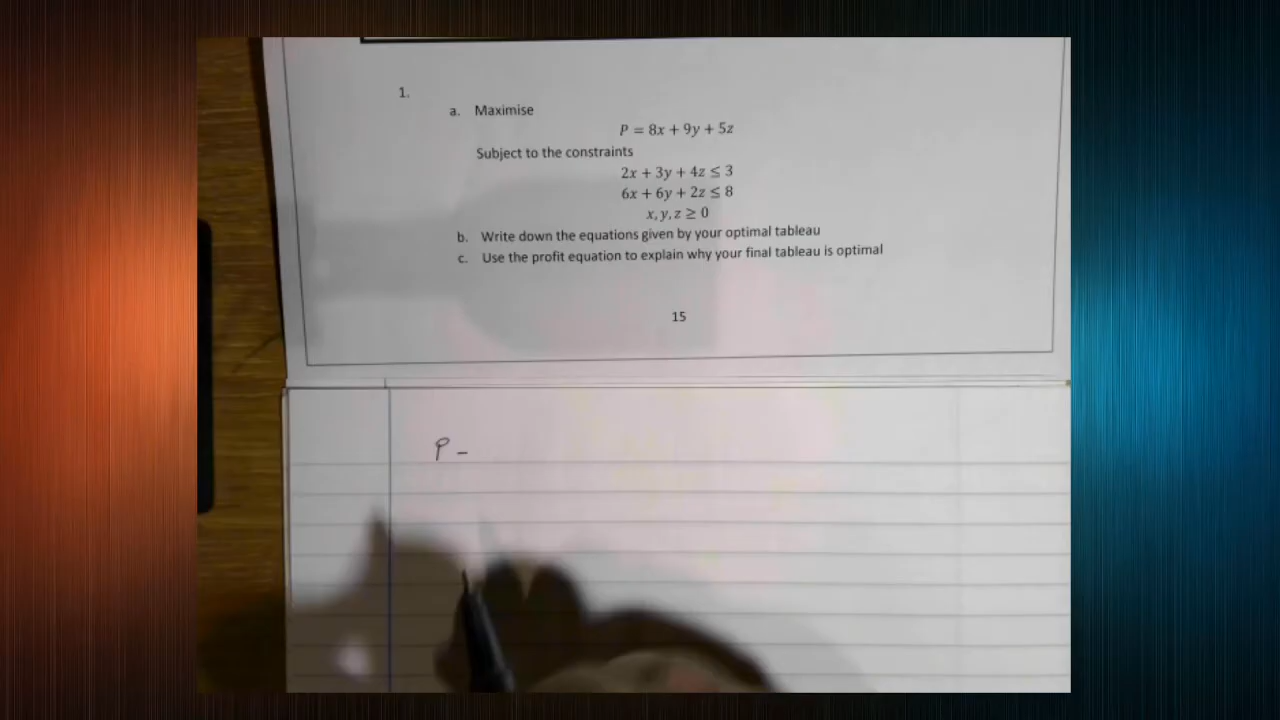 1.
a. Maximise
P = 8x + 9y + 5z
Subject to the constraints
2x + 3y + 4z ≤ 3
6x + 6y + 2z ≤ 8
x, y, z ≥ 0
b. Write down the equations given by your optimal tableau
c. Use the profit equation to explain why your final tableau is optimal
15
P -